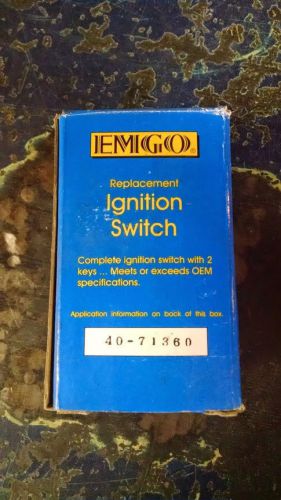 EMGO®
Replacement
Ignition
Switch
Complete ignition switch with 2
keys ... Meets or exceeds OEM
specifications.
Application information on back of this box.
40-71360